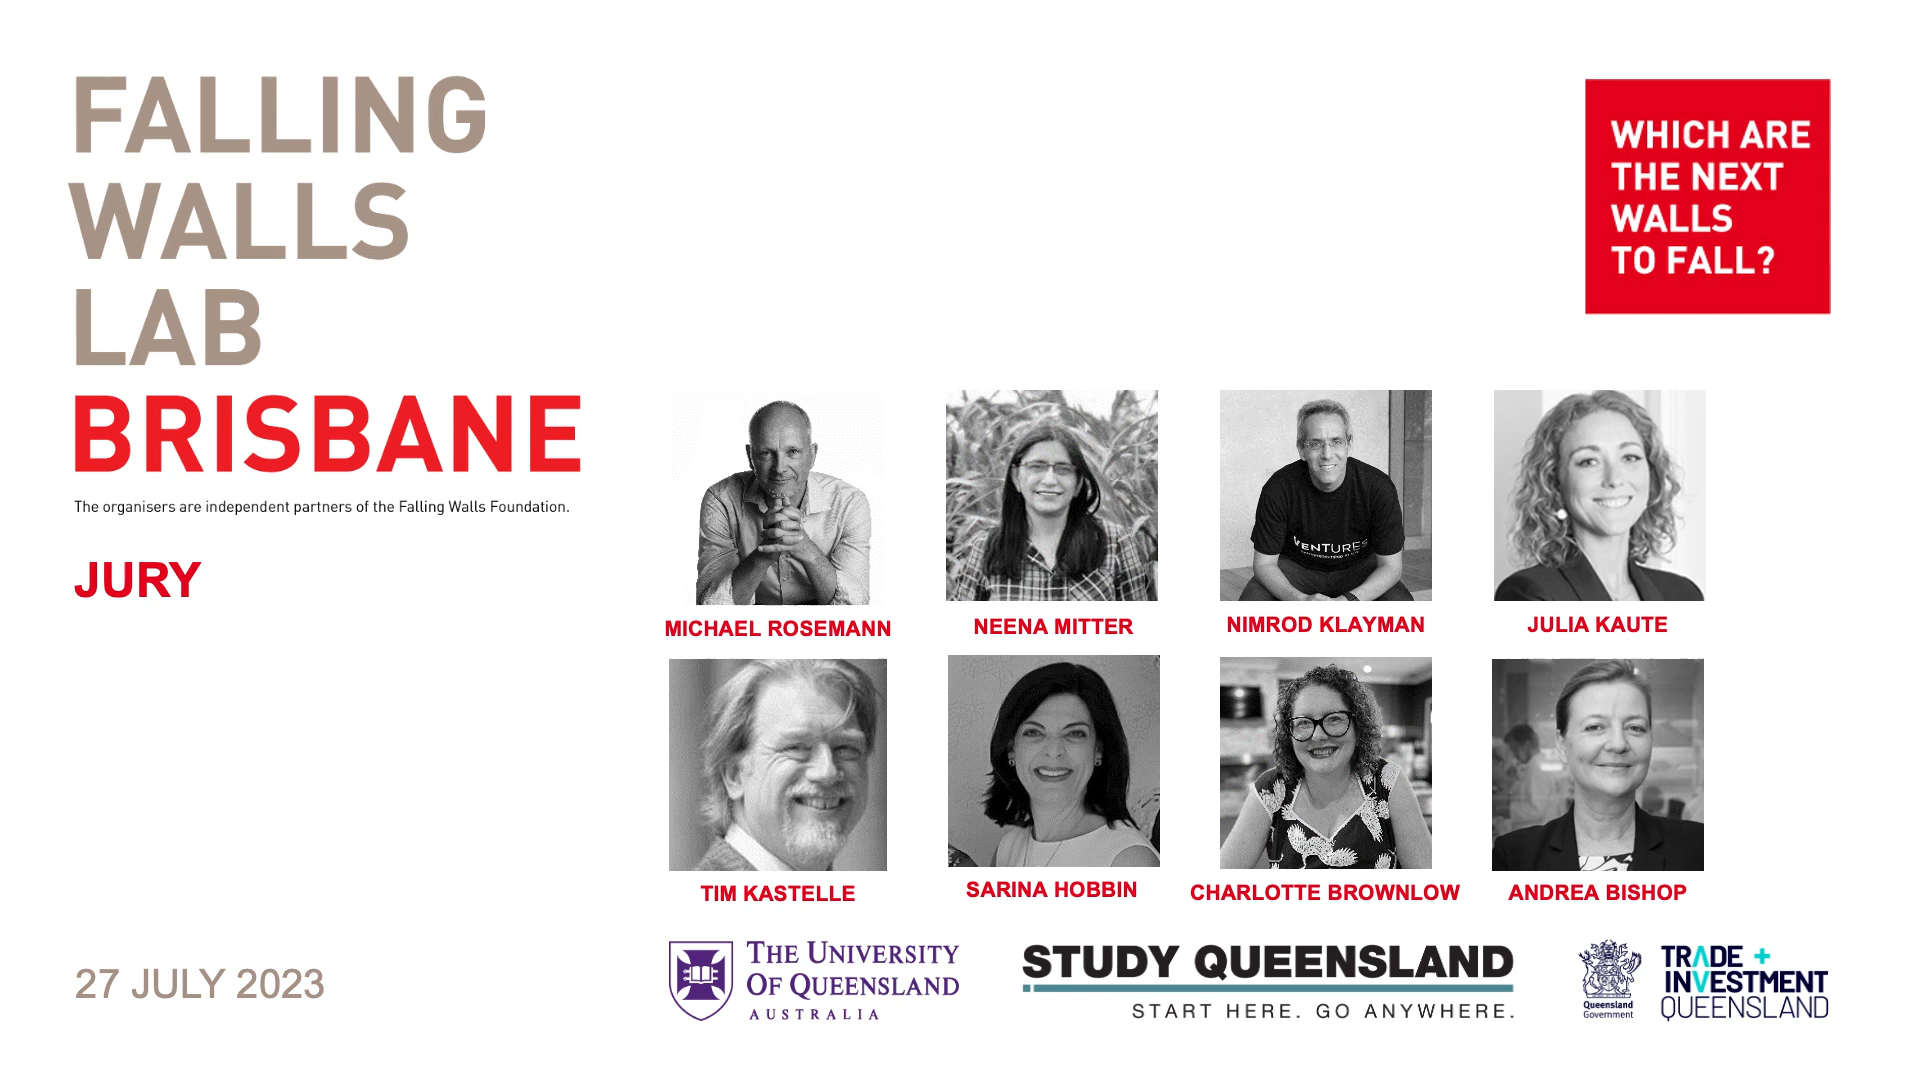 FALLING
WALLS
LAB
BRISBANE
The organisers are independent partners of the Falling Walls Foundation.
JURY
WHICH ARE
THE NEXT
WALLS
TO FALL?
VENTURES
MICHAEL ROSEMANN
NEENA MITTER
NIMROD KLAYMAN
JULIA KAUTE
TIM KASTELLE
SARINA HOBBIN
CHARLOTTE BROWNLOW
ANDREA BISHOP
27 JULY 2023
THE UNIVERSITY
OF QUEENSLAND
AUSTRALIA
STUDY QUEENSLAND
START HERE. GO ANYWHERE.
Queensland
Government
TRADE +
INVESTMENT
QUEENSLAND